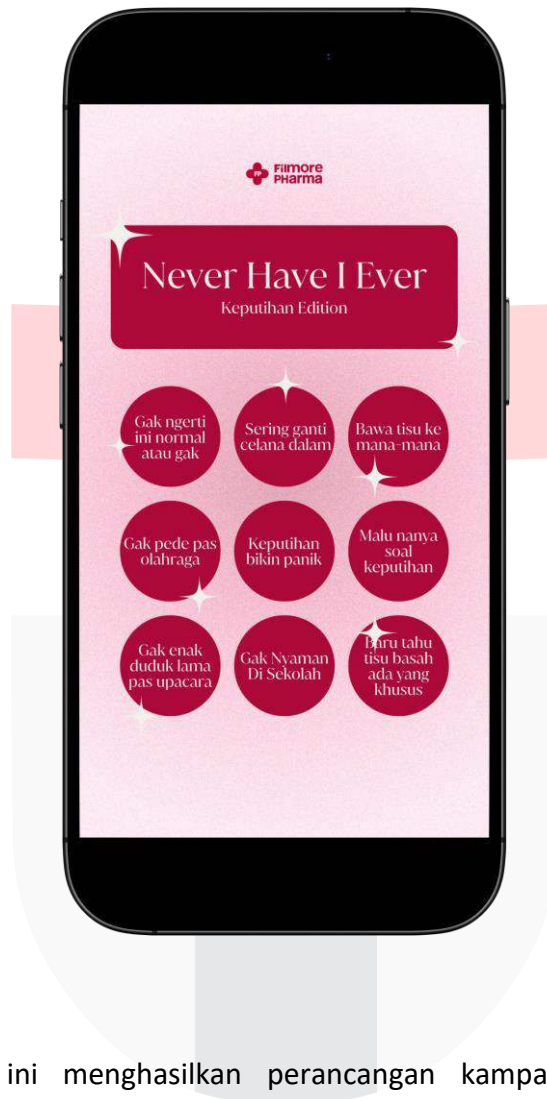 FP
Filmore
PHarma
Never Have I Ever
Keputihan Edition
Gak ngerti
ini normal
atau gak
Sering ganti
celana dalam
Bawa tisu ke
mana-mana
Gak pede pas
olahraga
Keputihan
bikin panik
Malu nanya
soal
keputihan
Gak enak
duduk lama
pas upacara
Gak Nyaman
Di Sekolah
Baru tahu
tisu basah
ada yang
khusus
ini menghasilkan perancangan kampa